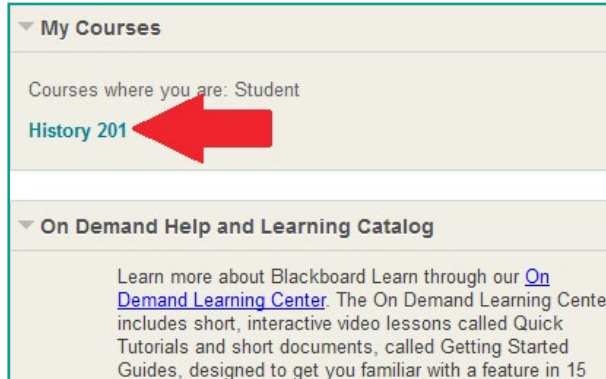 My Courses
Courses where you are: Student
History 201
On Demand Help and Learning Catalog
Learn more about Blackboard Learn through our On
Demand Learning Center. The On Demand Learning Cente
includes short, interactive video lessons called Quick
Tutorials and short documents, called Getting Started
Guides, designed to get you familiar with a feature in 15